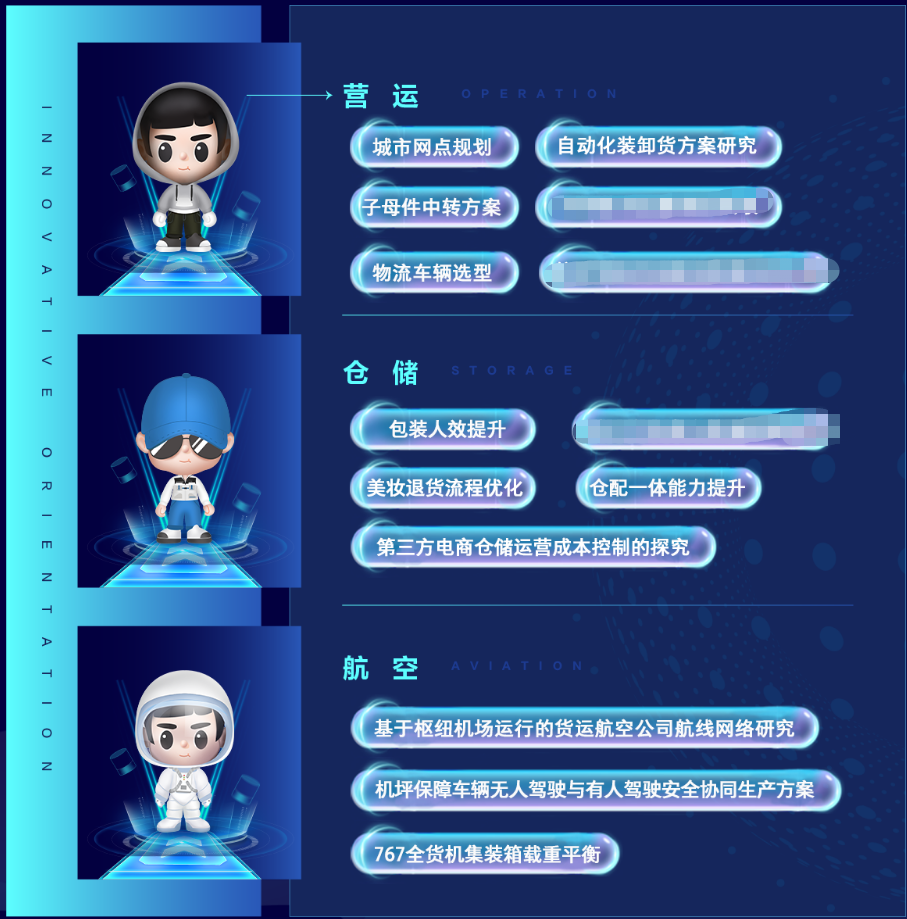 INNOVATIVE ORIENTATION
营运 OPERATION
城市网点规划 自动化装卸货方案研究
子母件中转方案
物流车辆选型
仓储 STORAGE
包装人效提升
美妆退货流程优化 仓配一体能力提升
第三方电商仓储运营成本控制的探究
航空 AVIATION
基于枢纽机场运行的货运航空公司航线网络研究
机坪保障车辆无人驾驶与有人驾驶安全协同生产方案
767全货机集装箱载重平衡